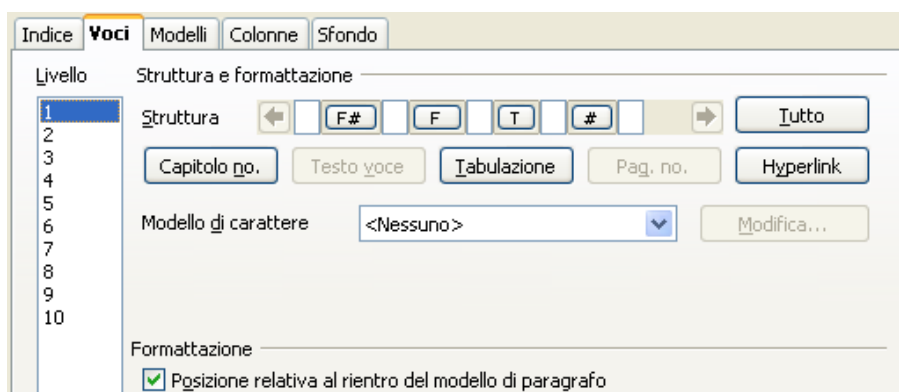 Indice Voci Modelli Colonne Sfondo
Livello Struttura e formattazione
1
2
3
4
5
6
7
8
9
10
Struttura F# F T # Tutto
Capitolo no. Testo voce Tabulazione Pag. no. Hyperlink
Modello di carattere <Nessuno> Modifica...
Formattazione
Posizione relativa al rientro del modello di paragrafo